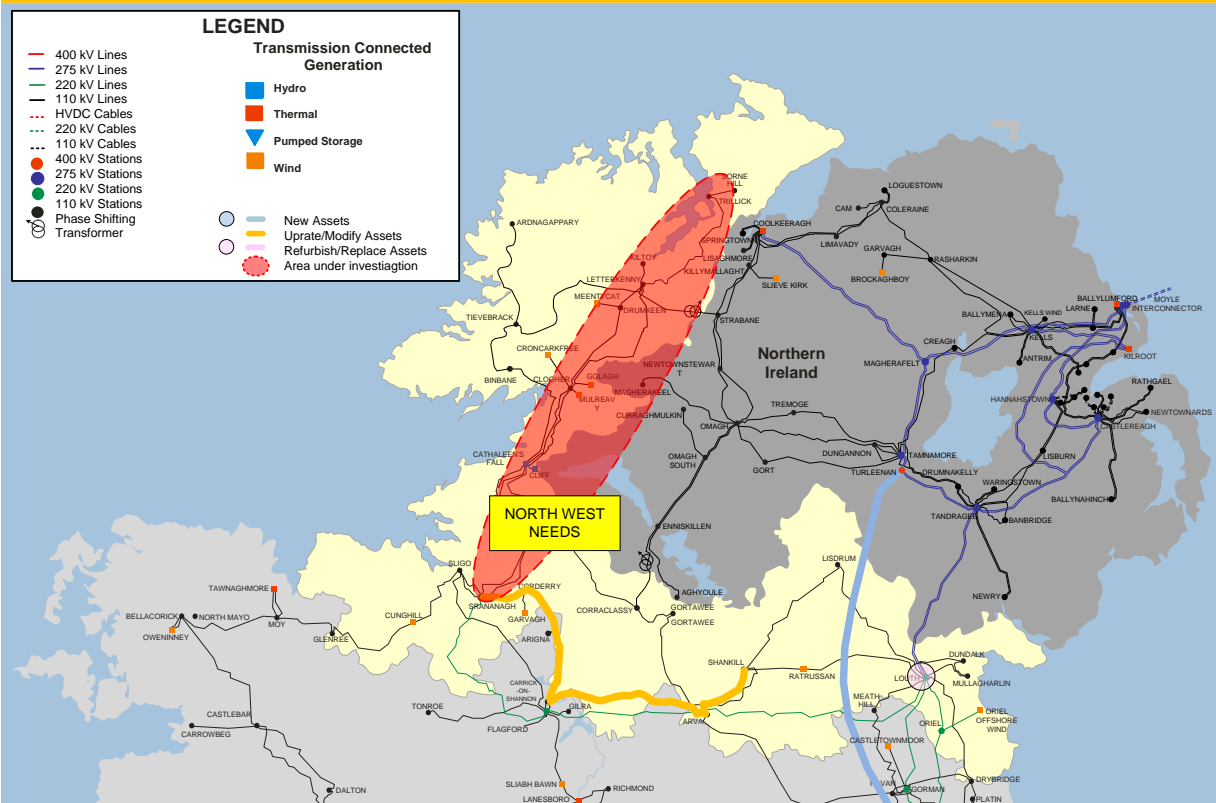 LEGEND
400 kV Lines
275 kV Lines
220 kV Lines
110 kV Lines
HVDC Cables
220 kV Cables
110 kV Cables
400 kV Stations
275 kV Stations
220 kV Stations
110 kV Stations
Phase Shifting
Transformer
Transmission Connected
Generation
Hydro
Thermal
Pumped Storage
Wind
New Assets
Uprate/Modify Assets
Refurbish/Replace Assets
Area under investiagtion
SORNE
HILL
TRILLICK
ARDNAGAPPARY
LOGUESTOWN
CAM
COLERAINE
COOLKEERAGH
SPRINGTOWN
LIMAVADY
GARVAGH
RASHARKIN
BROCKAGHBOY
LISAGHMORE
KILLYMALLAGHT
SLIEVE KIRK
KILTOY
LETTERKENNY
MEENTYCAT
DRUMKEEN
STRABANE
TIEVEBRACK
CRONCARKFREE
BINBANE
CLOGHER
GOLAGH
MULREAV
Y
NEWTOWNSTEWAR
T
MAGHERAKEEL
CURRAGHMULKIN
Northern
Ireland
BALLYMENA
KELLS WIND
KELLS
LARNE
BALLYLUMFORD
MOYLE
INTERCONNECTOR
CREAGH
ANTRIM
KILROOT
MAGHERAFELT
RATHGAEL
HANNAHSTOWN
NEWTOWNARDS
CASTLEREAGH
TREMOGE
OMAGH
OMAGH
SOUTH
GORT
DUNGANNON
TAMNAMORE
TURLEENAN
DRUMNAKELLY
LISBURN
WARINGSTOWN
BALLYNAHINCH
TANDRAGEE
BANBRIDGE
CATHALEEN'S
FALL
CLIFF
NORTH WEST
NEEDS
ENNISKILLEN
LISDRUM
AGHYOULE
NEWRY
SLIGO
SRANANAGH
CORDERRY
GARVAGH
ARIGNA
CORRACLASSY
GORTAWEE
GORTAWEE
TAWNAGHMORE
BELLACORICK
NORTH MAYO
OWENINNEY
MOY
GLENREE
CUNGHILL
SHANKILL
RATRUSSAN
DUNDALK
LOUTH
MULLAGHARLIN
MEATH-
HILL
ORIEL
OFFSHORE
WIND
ORIEL
CARRICK
-ON-
SHANNON
GILRA
TONROE
FLAGFORD
ARVA
CASTLEBAR
CARROWBEG
CASTLETOWNMOOR
SLIABH BAWN
LANESBORO
RICHMOND
DALTON
GORMAN
DRYBRIDGE
PLATIN